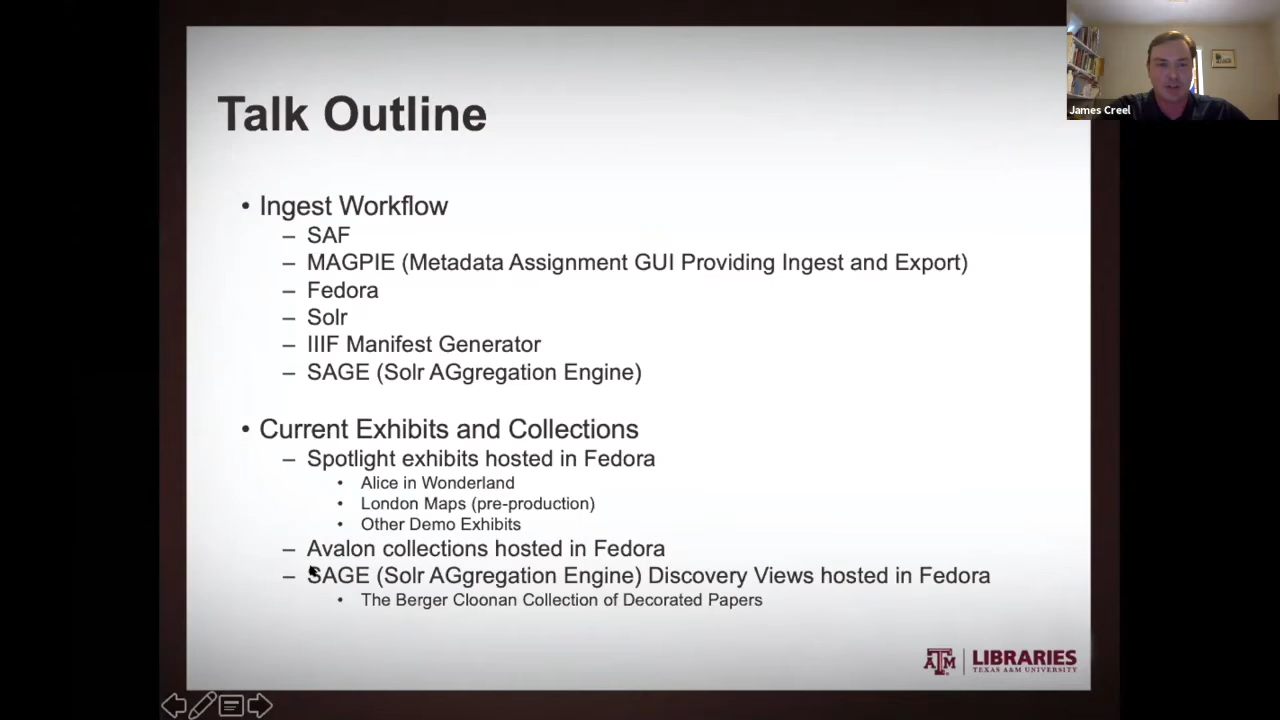 Talk Outline
James Creel
• Ingest Workflow
– SAF
– MAGPIE (Metadata Assignment GUI Providing Ingest and Export)
– Fedora
– Solr
– IIIF Manifest Generator
– SAGE (Solr AGgregation Engine)
• Current Exhibits and Collections
– Spotlight exhibits hosted in Fedora
• Alice in Wonderland
• London Maps (pre-production)
• Other Demo Exhibits
– Avalon collections hosted in Fedora
– SAGE (Solr AGgregation Engine) Discovery Views hosted in Fedora
• The Berger Cloonan Collection of Decorated Papers
ATM | LIBRARIES
TEXAS A&M UNIVERSITY